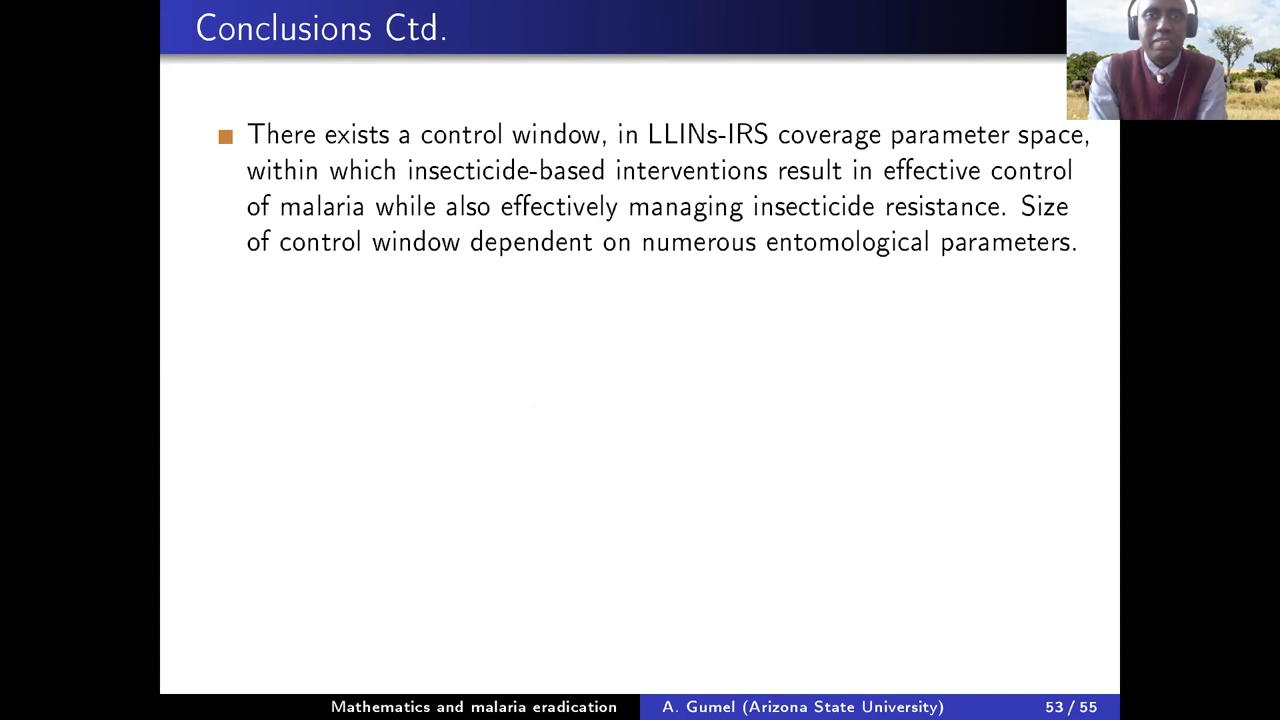 Conclusions Ctd.
There exists a control window, in LLINs-IRS coverage parameter space,
within which insecticide-based interventions result in effective control
of malaria while also effectively managing insecticide resistance. Size
of control window dependent on numerous entomological parameters.
Mathematics and malaria eradication
A. Gumel (Arizona State University)
53 / 55